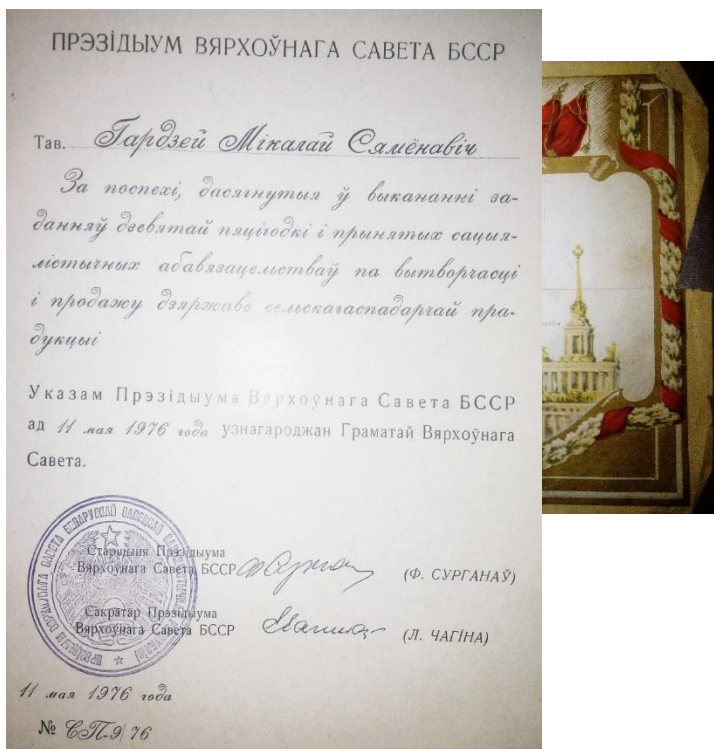 ПРЭЗІДЫУМ ВЯРХОЎНАГА САВЕТА БССР
Тав. Гардзей Мікалай Сямёнавіч
За поспехі, дасягнутыя ў выкананні за-
данняў дзевятай пяцігодкі і прынятых сацыя-
лістычных абавязацельстваў па вытворчасці
і продажу дзяржаве сельскагаспадарчай пра-
дукцыі
Указам Прэзідыума Вярхоўнага Савета БССР
ад 11 мая 1976 года узнагароджан Граматай Вярхоўнага
Савета.
Старшыня Прэзідыума
Вярхоўнага Савета БССР (Ф. СУРГАНАЎ)
Сакратар Прэзідыума
Вярхоўнага Савета БССР (Л. ЧАГІНА)
11 мая 1976 года
№ СП-9/76